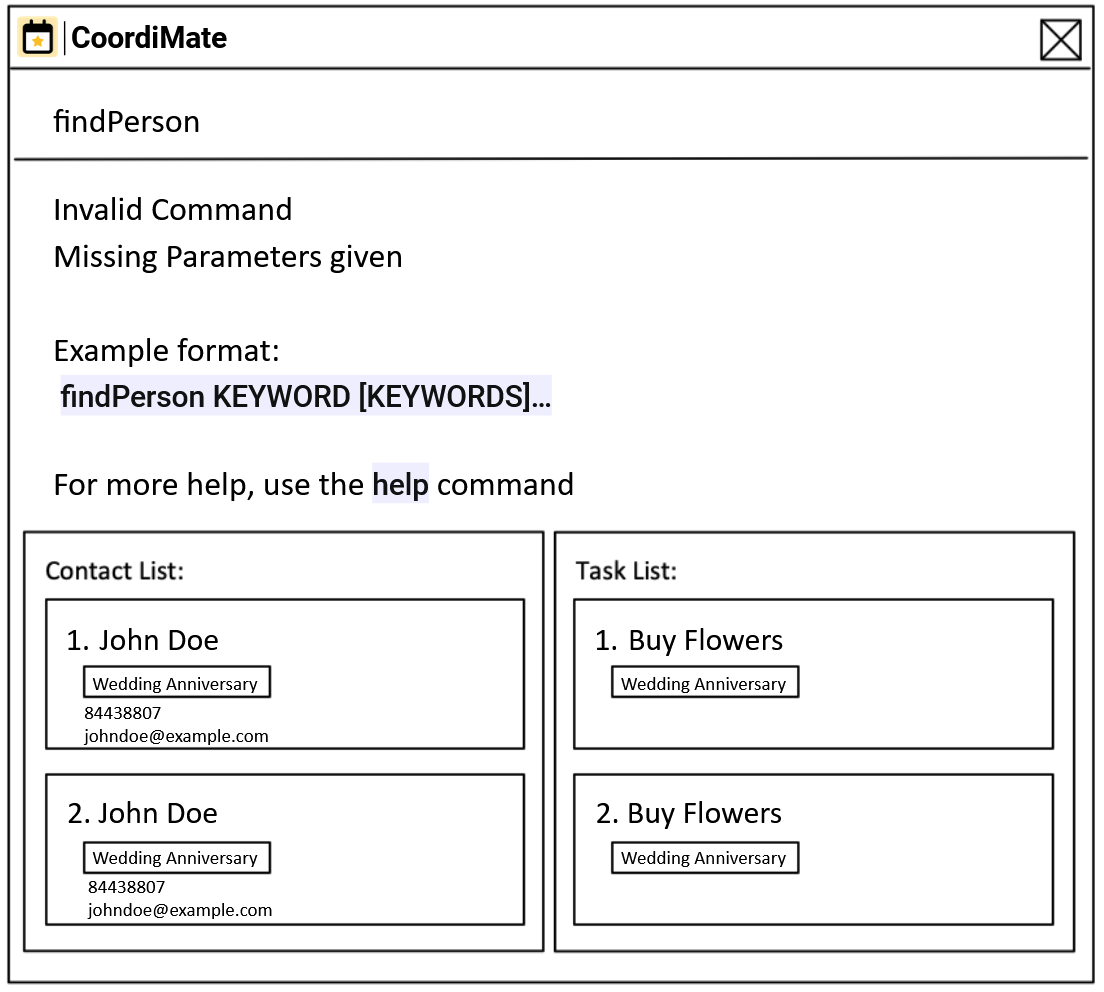 CoordiMate
findPerson
Invalid Command
Missing Parameters given
Example format:
findPerson KEYWORD [KEYWORDS]...
For more help, use the help command
Contact List:
1. John Doe
Wedding Anniversary
84438807
johndoe@example.com
2. John Doe
Wedding Anniversary
84438807
johndoe@example.com
Task List:
1. Buy Flowers
Wedding Anniversary
2. Buy Flowers
Wedding Anniversary